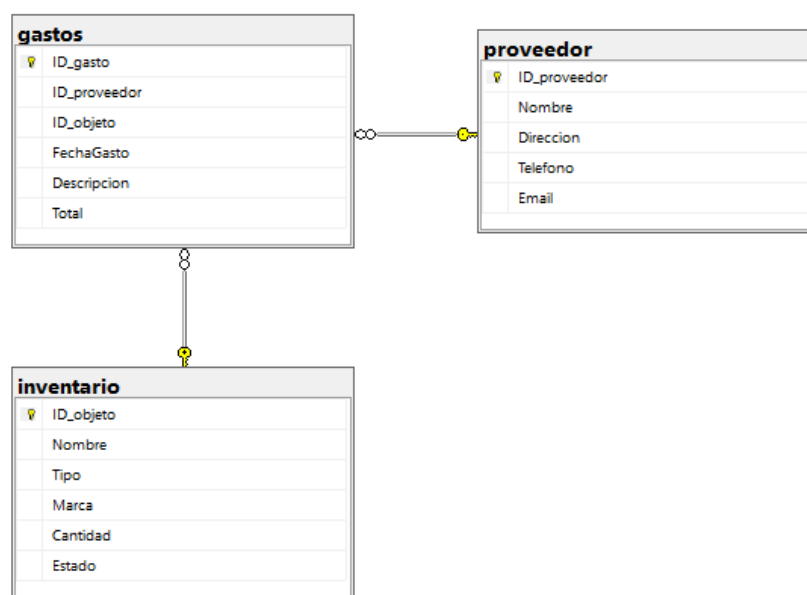 gastos
ID_gasto
ID_proveedor
ID_objeto
FechaGasto
Descripcion
Total
proveedor
ID_proveedor
Nombre
Direccion
Telefono
Email
inventario
ID_objeto
Nombre
Tipo
Marca
Cantidad
Estado